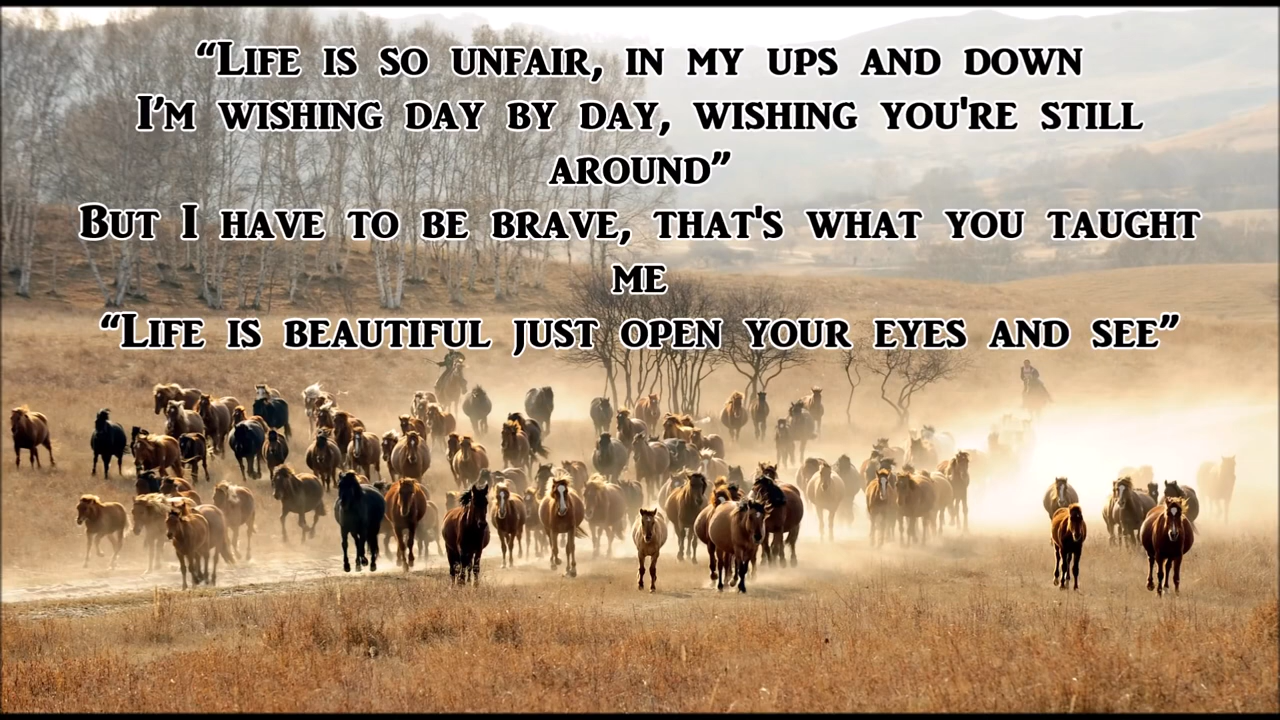 “Life is so unfair, in my ups and down
I’m wishing day by day, wishing you're still
around”
But I have to be brave, that's what you taught
me
“Life is beautiful just open your eyes and see”